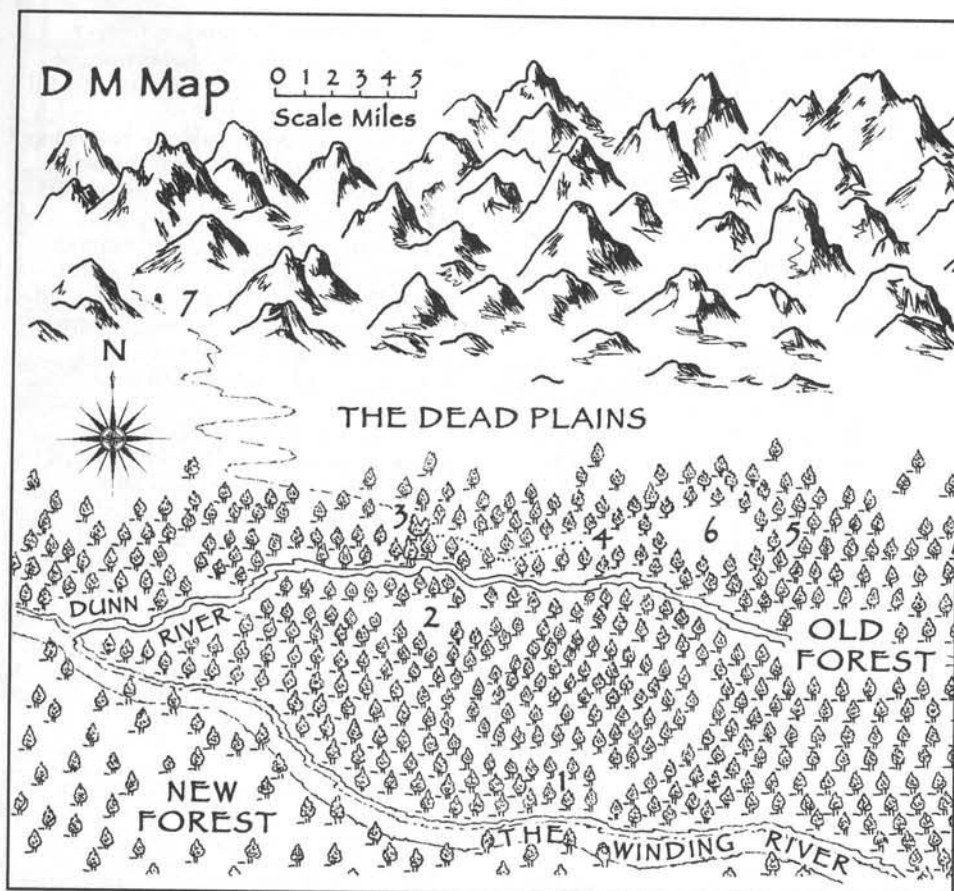 D M Map
0 1 2 3 4 5
Scale Miles
7
N
THE DEAD PLAINS
3
4
6
5
DUNN
RIVER
2
OLD
FOREST
NEW
FOREST
1
THE
WINDING RIVER